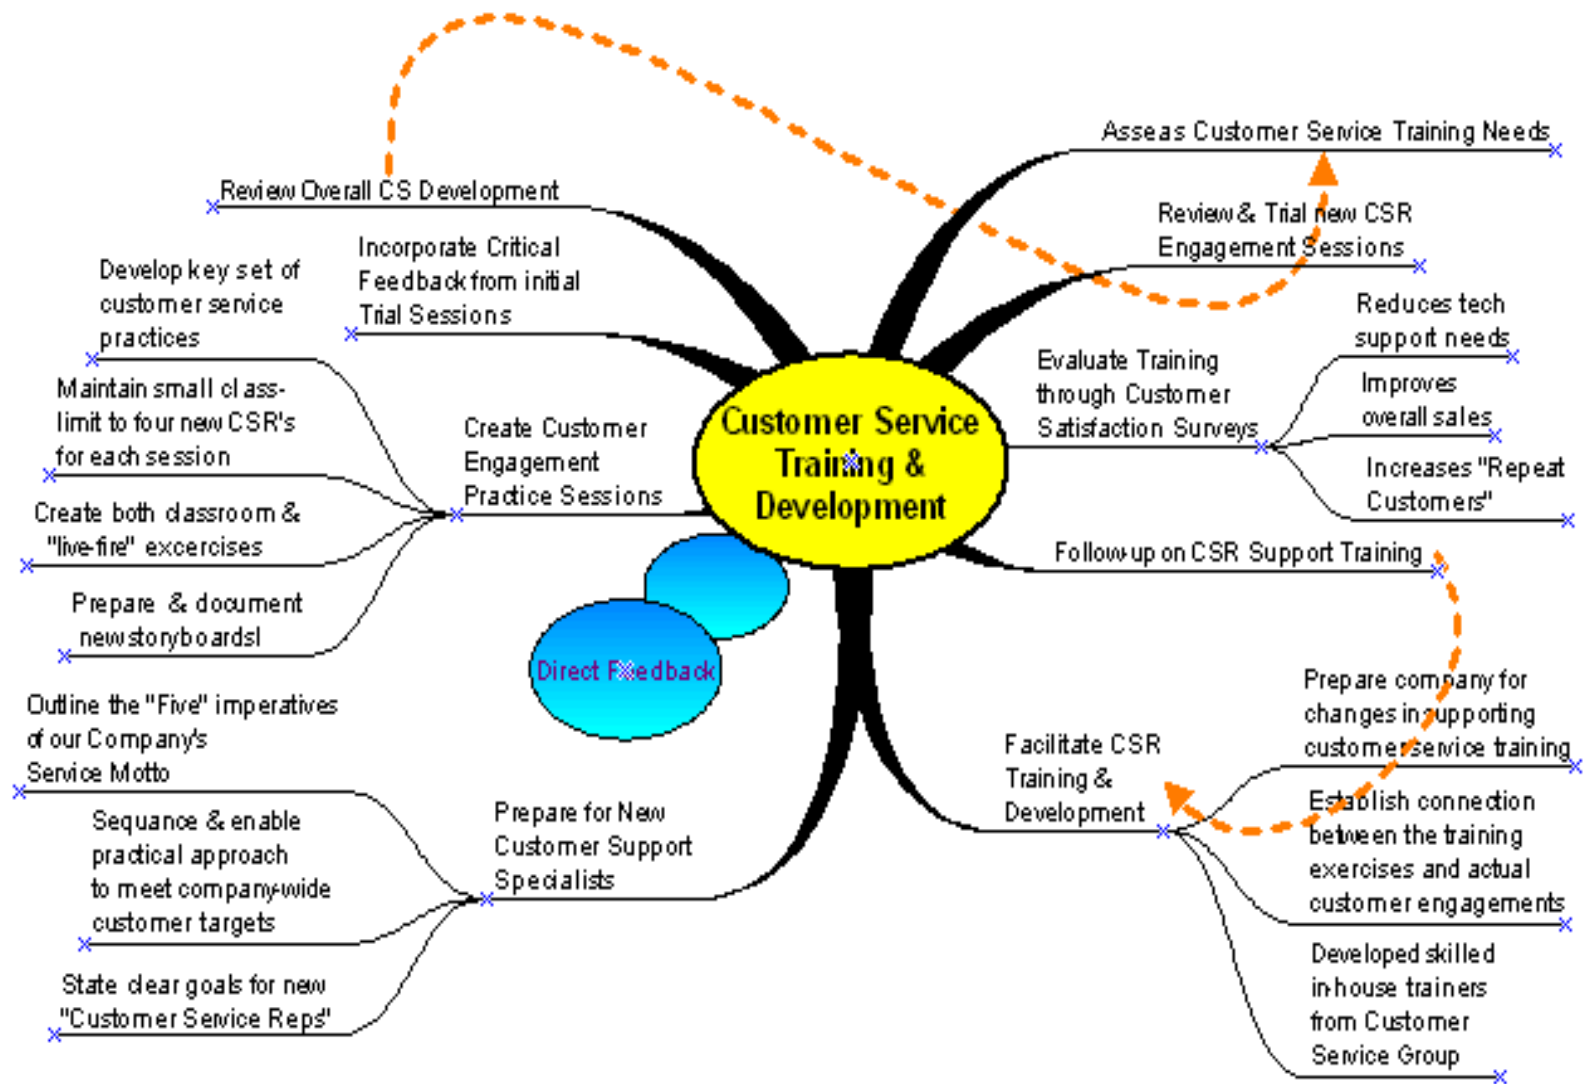 Customer Service
Training &
Development
Asseas Customer Service Training Needs
Review & Trial new CSR
Engagement Sessions
Evaluate Training
through Customer
Satisfaction Surveys
Reduces tech
support needs
Improves
overall sales
Increases "Repeat
Customers"
Follow-up on CSR Support Training
Facilitate CSR
Training &
Development
Prepare company for
changes in supporting
customer service training
Establish connection
between the training
exercises and actual
customer engagements
Developed skilled
in-house trainers
from Customer
Service Group
Prepare for New
Customer Support
Specialists
Outline the "Five" imperatives
of our Company's
Service Motto
Sequance & enable
practical approach
to meet company-wide
customer targets
State clear goals for new
"Customer Service Reps"
Direct Feedback
Create Customer
Engagement
Practice Sessions
Develop key set of
customer service
practices
Maintain small class-
limit to four new CSR's
for each session
Create both classroom &
"live-fire" excercises
Prepare & document
new storyboards!
Incorporate Critical
Feedback from initial
Trial Sessions
Review Overall CS Development